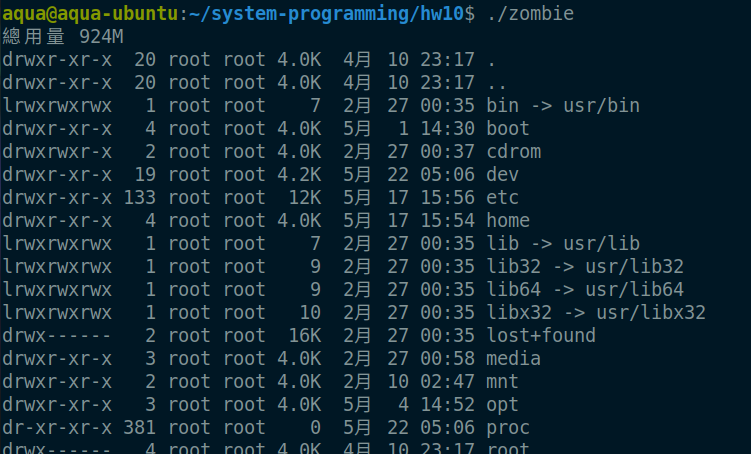 aqua@aqua-ubuntu:~/system-programming/hw10$ ./zombie
總用量 924M
drwxr-xr-x  20 root root 4.0K  4月  10 23:17 .
drwxr-xr-x  20 root root 4.0K  4月  10 23:17 ..
lrwxrwxrwx   1 root root    7  2月  27 00:35 bin -> usr/bin
drwxr-xr-x   4 root root 4.0K  5月   1 14:30 boot
drwxrwxr-x   2 root root 4.0K  2月  27 00:37 cdrom
drwxr-xr-x  19 root root 4.2K  5月  22 05:06 dev
drwxr-xr-x 133 root root  12K  5月  17 15:56 etc
drwxr-xr-x   4 root root 4.0K  5月  17 15:54 home
lrwxrwxrwx   1 root root    7  2月  27 00:35 lib -> usr/lib
lrwxrwxrwx   1 root root    9  2月  27 00:35 lib32 -> usr/lib32
lrwxrwxrwx   1 root root    9  2月  27 00:35 lib64 -> usr/lib64
lrwxrwxrwx   1 root root   10  2月  27 00:35 libx32 -> usr/libx32
drwx------   2 root root  16K  2月  27 00:35 lost+found
drwxr-xr-x   3 root root 4.0K  2月  27 00:58 media
drwxr-xr-x   2 root root 4.0K  2月  10 02:47 mnt
drwxr-xr-x   3 root root 4.0K  5月   4 14:52 opt
dr-xr-xr-x 381 root root    0  5月  22 05:06 proc
drwx------   4 root root 4.0K  4月  10 23:17 root